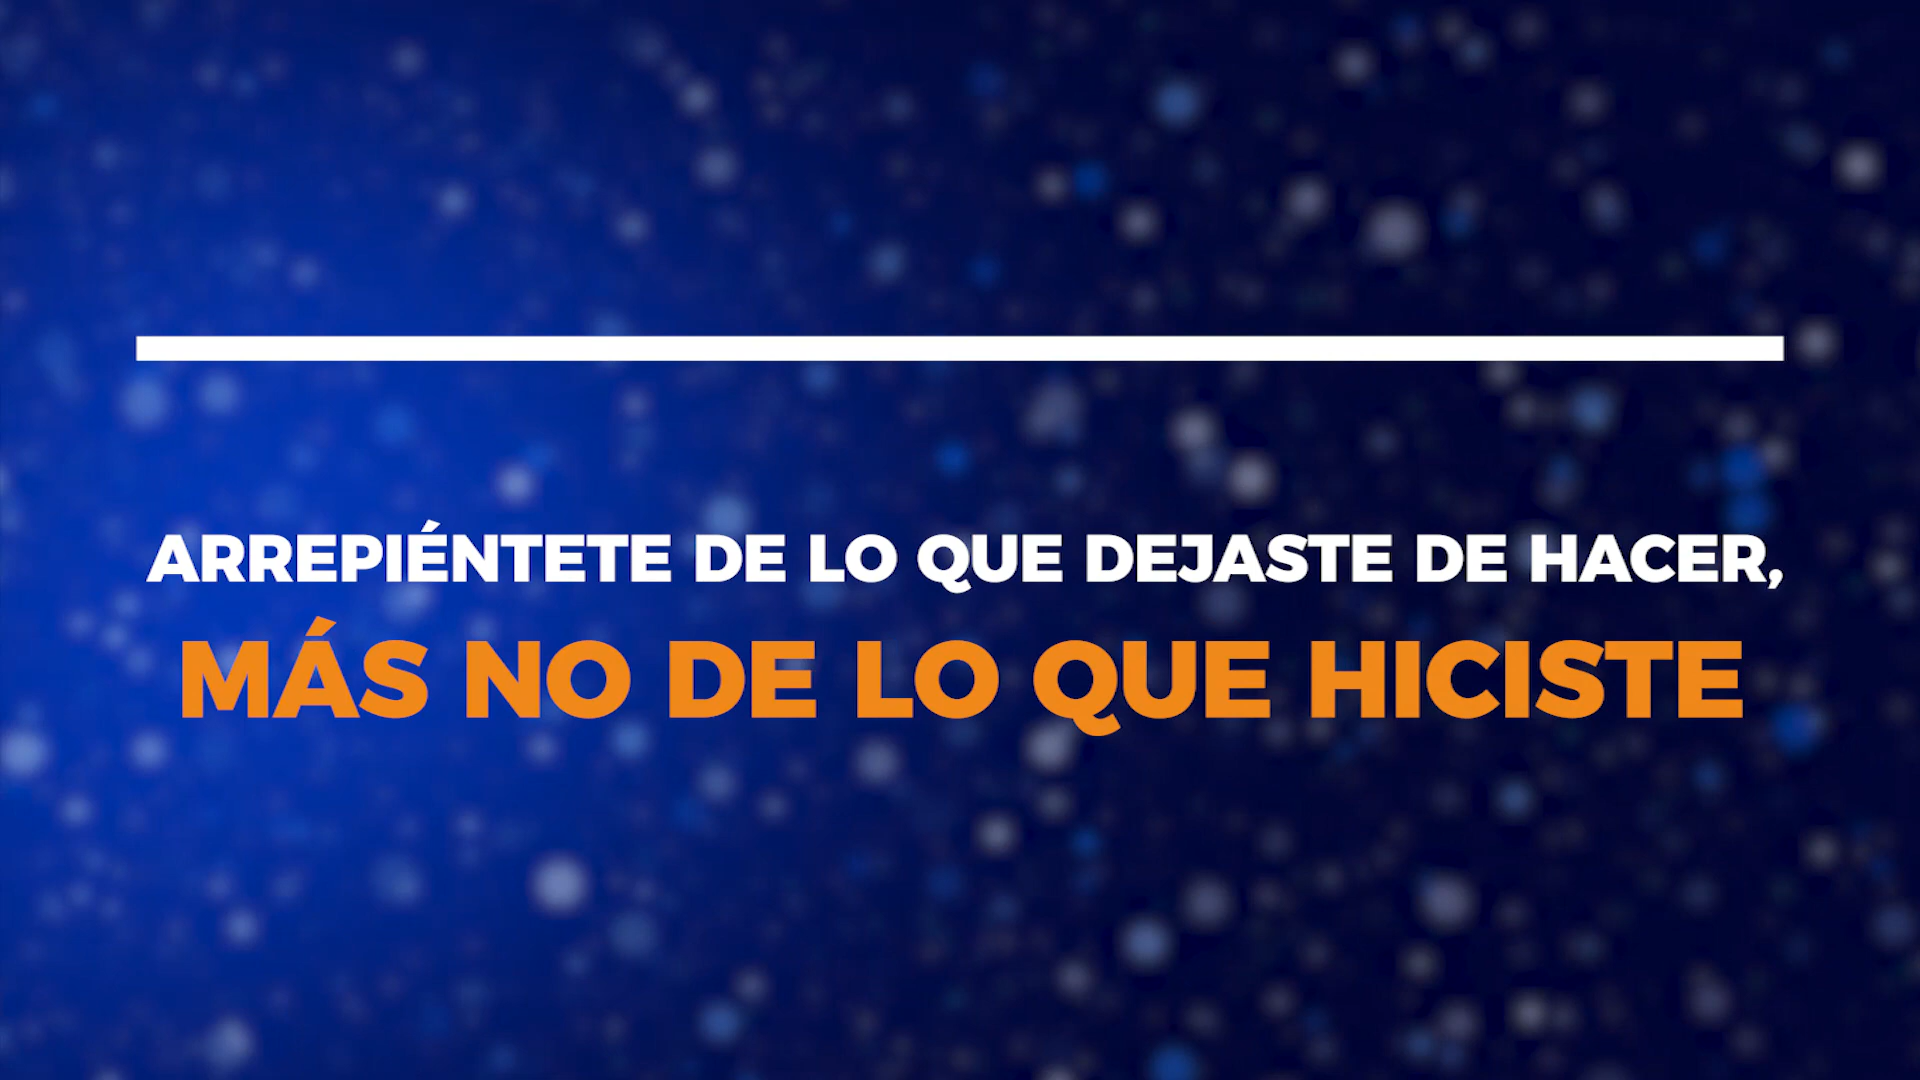 ARREPIÉNTETE DE LO QUE DEJASTE DE HACER,
MÁS NO DE LO QUE HICISTE